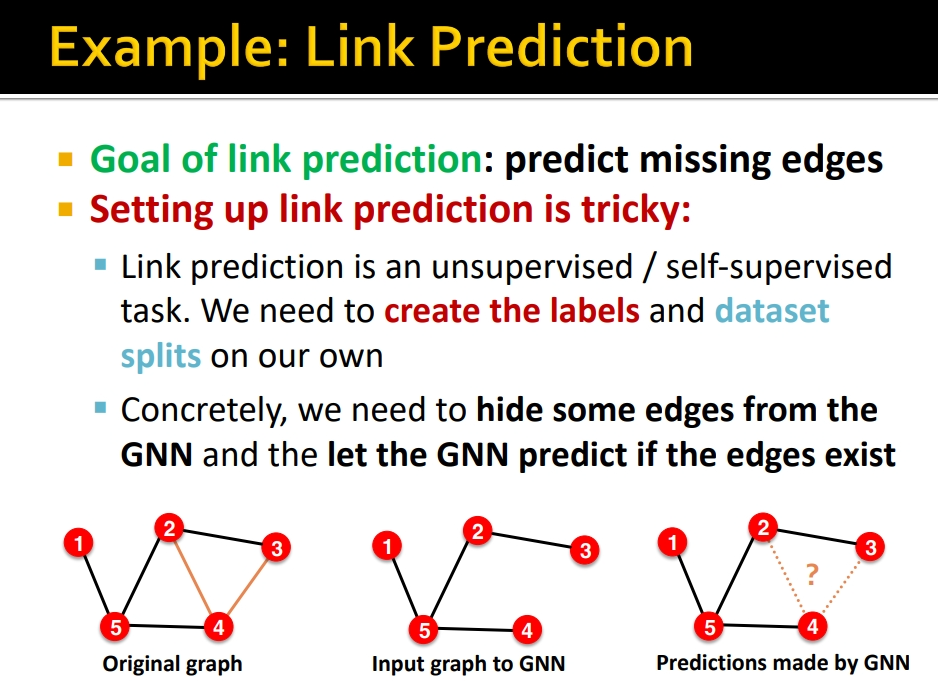 Example: Link Prediction
Goal of link prediction: predict missing edges
Setting up link prediction is tricky:
Link prediction is an unsupervised / self-supervised
task. We need to create the labels and dataset
splits on our own
Concretely, we need to hide some edges from the
GNN and the let the GNN predict if the edges exist
1
2
3
5
4
Original graph
1
2
3
5
4
Input graph to GNN
1
2
3
?
5
4
Predictions made by GNN